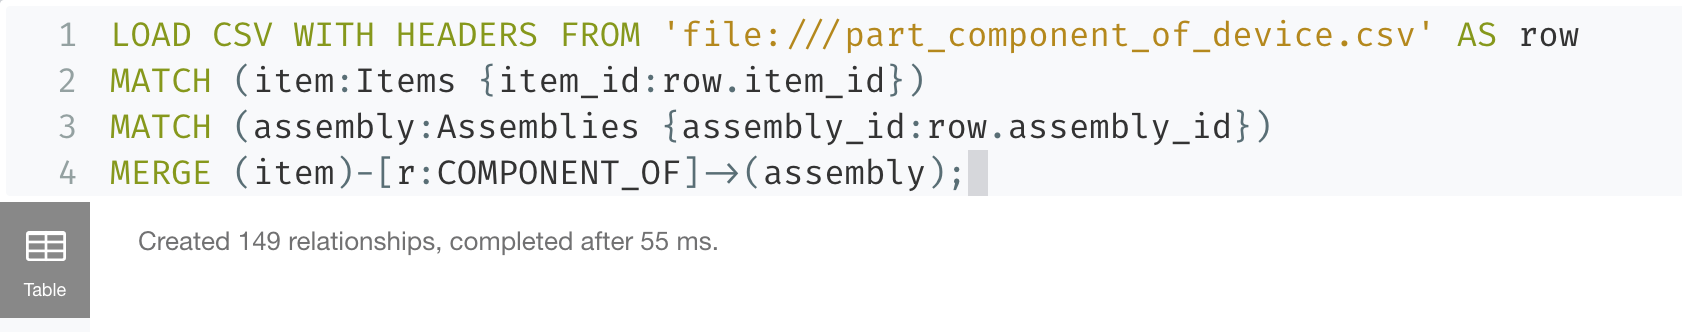 1 LOAD CSV WITH HEADERS FROM 'file:///part_component_of_device.csv' AS row
2 MATCH (item:Items {item_id:row.item_id})
3 MATCH (assembly:Assemblies {assembly_id:row.assembly_id})
4 MERGE (item)-[r:COMPONENT_OF]->(assembly);
Created 149 relationships, completed after 55 ms.
Table